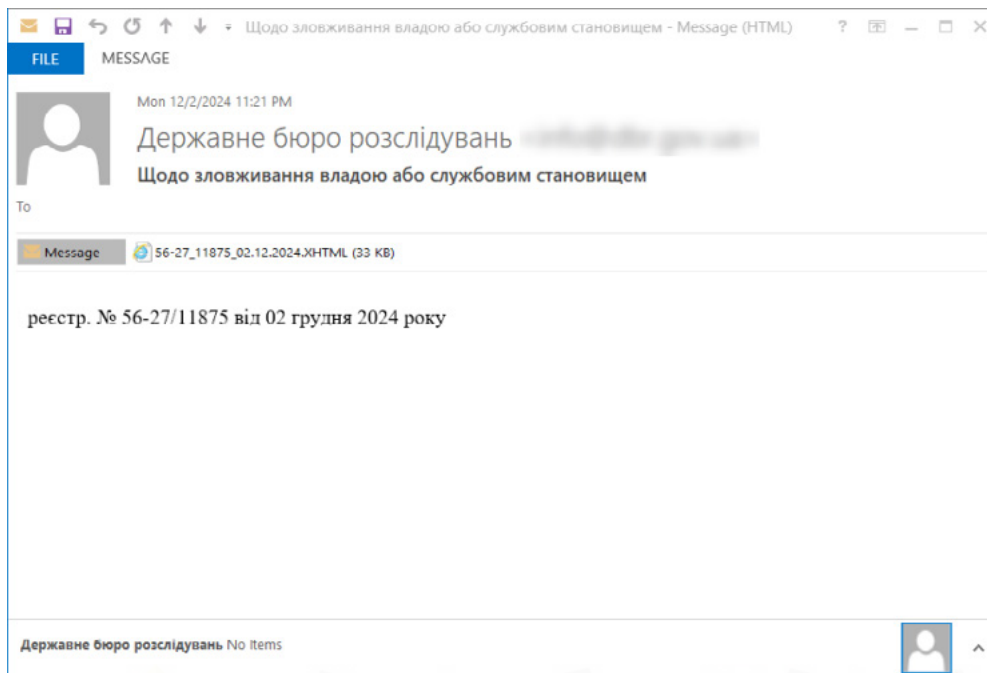 Щодо зловживання владою або службовим становищем - Message (HTML)
FILE MESSAGE
Mon 12/2/2024 11:21 PM
Державне бюро розслідувань
Щодо зловживання владою або службовим становищем
To
Message 56-27_11875_02.12.2024.XHTML (33 KB)
реєстр. № 56-27/11875 від 02 грудня 2024 року
Державне бюро розслідувань No Items